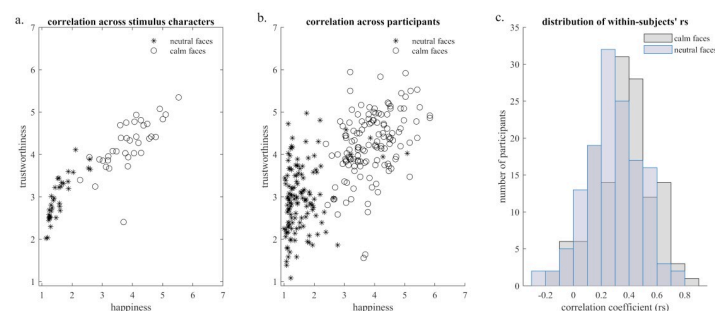 a.
correlation across stimulus characters
neutral faces
calm faces
trustworthiness
7
6
5
4
3
2
1
1 2 3 4 5 6 7
happiness
b.
correlation across participants
neutral faces
calm faces
trustworthiness
7
6
5
4
3
2
1
1 2 3 4 5 6 7
happiness
c.
distribution of within-subjects' rs
calm faces
neutral faces
number of participants
35
30
25
20
15
10
5
0
-0.2 0 0.2 0.4 0.6 0.8
correlation coefficient (rs)